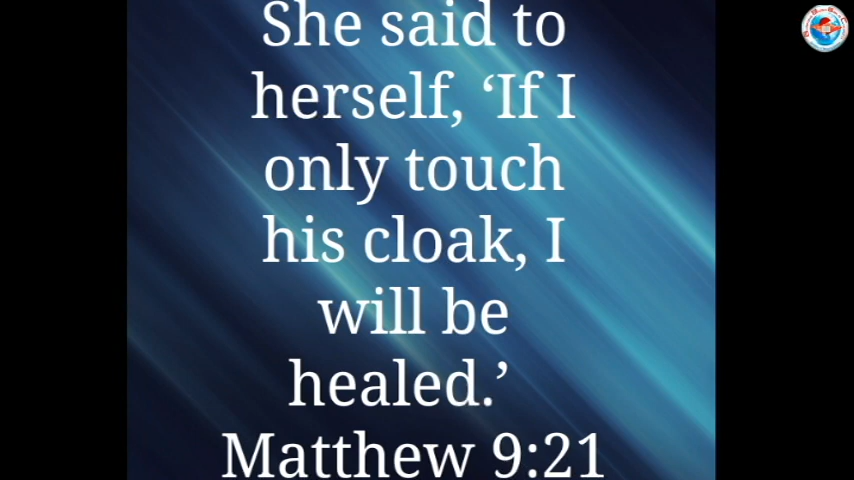 She said to
herself, ‘If I
only touch
his cloak, I
will be
healed.’
Matthew 9:21